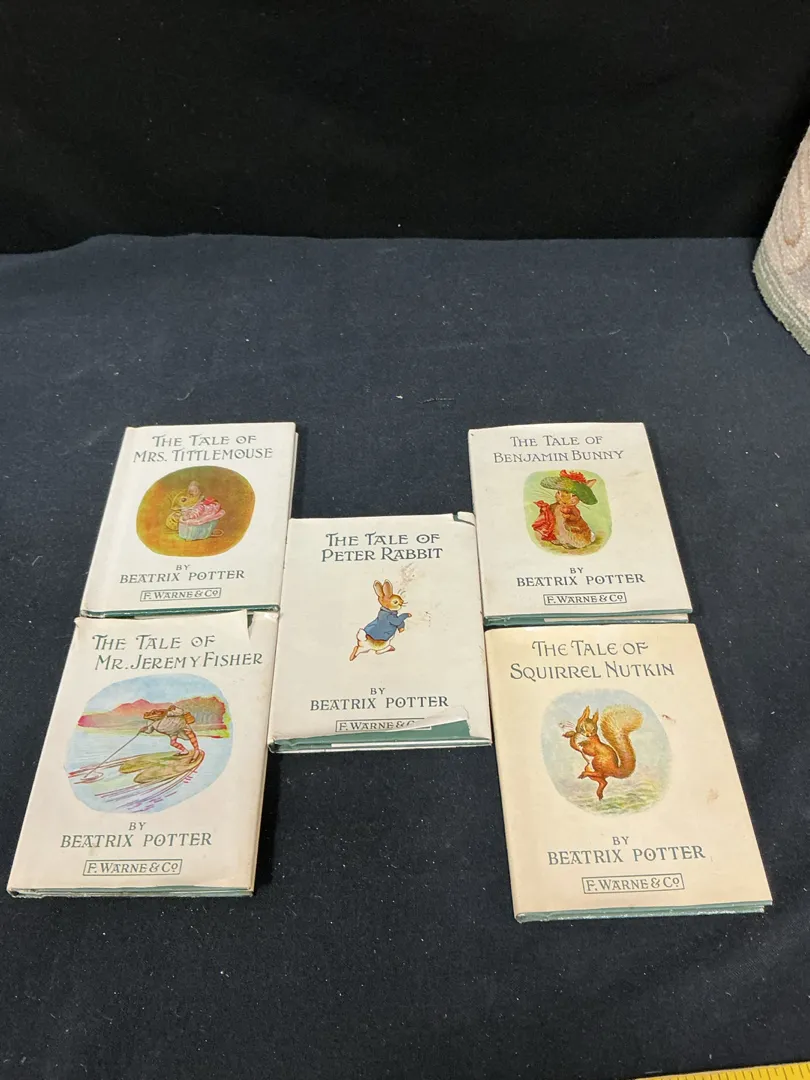 THE TALE OF
MRS. TITTLEMOUSE
BY
BEATRIX POTTER
F. WARNE & Co
THE TALE OF
BENJAMIN BUNNY
BY
BEATRIX POTTER
F. WARNE & Co
THE TALE OF
PETER RABBIT
BY
BEATRIX POTTER
F. WARNE & C
THE TALE OF
MR. JEREMY FISHER
BY
BEATRIX POTTER
F. WARNE & Co
THE TALE OF
SQUIRREL NUTKIN
BY
BEATRIX POTTER
F. WARNE & Co